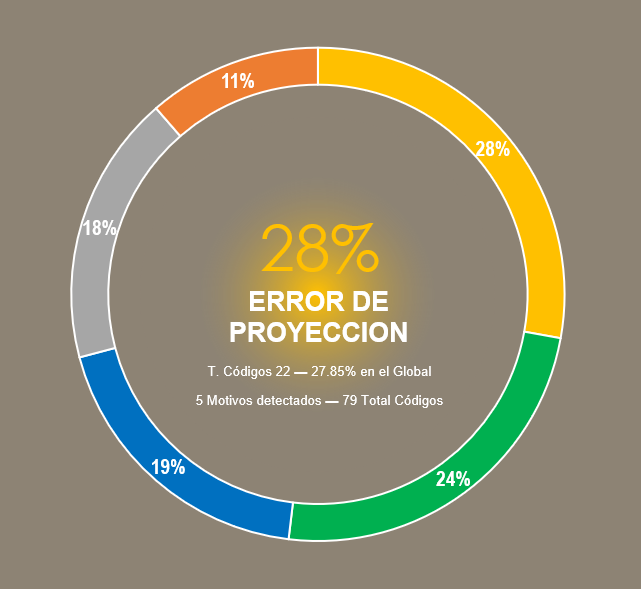 11%
28%
18%
28%
ERROR DE
PROYECCION
T. Códigos 22 — 27.85% en el Global
5 Motivos detectados — 79 Total Códigos
19%
24%